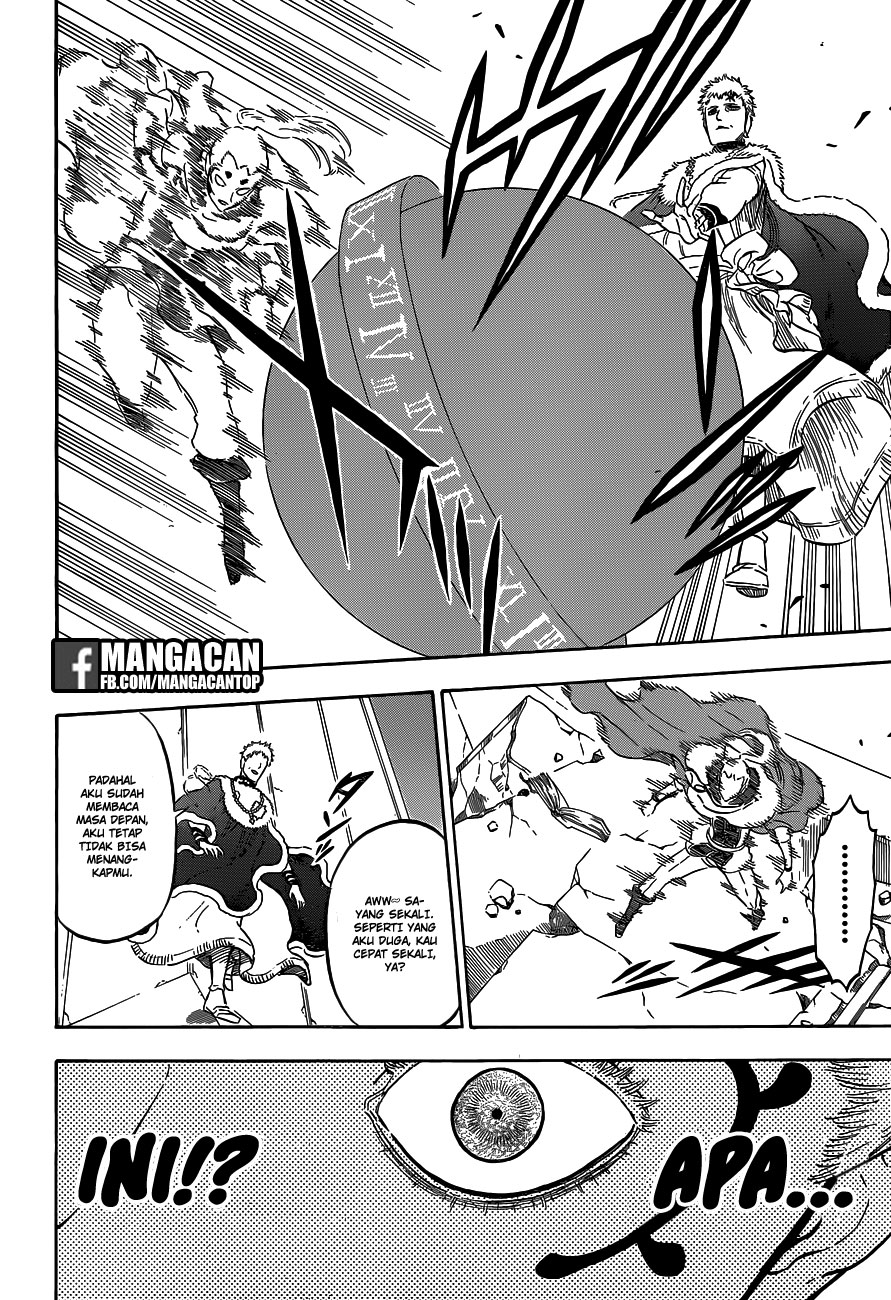 MANGACAN
FB.COM/MANGACANTOP
..........
AWW∞ SA-
YANG SEKALI.
SEPERTI YANG
AKU DUGA, KAU
CEPAT SEKALI,
YA?
PADAHAL
AKU SUDAH
MEMBACA
MASA DEPAN,
AKU TETAP
TIDAK BISA
MENANG-
KAPMU.
APA...
INI!?